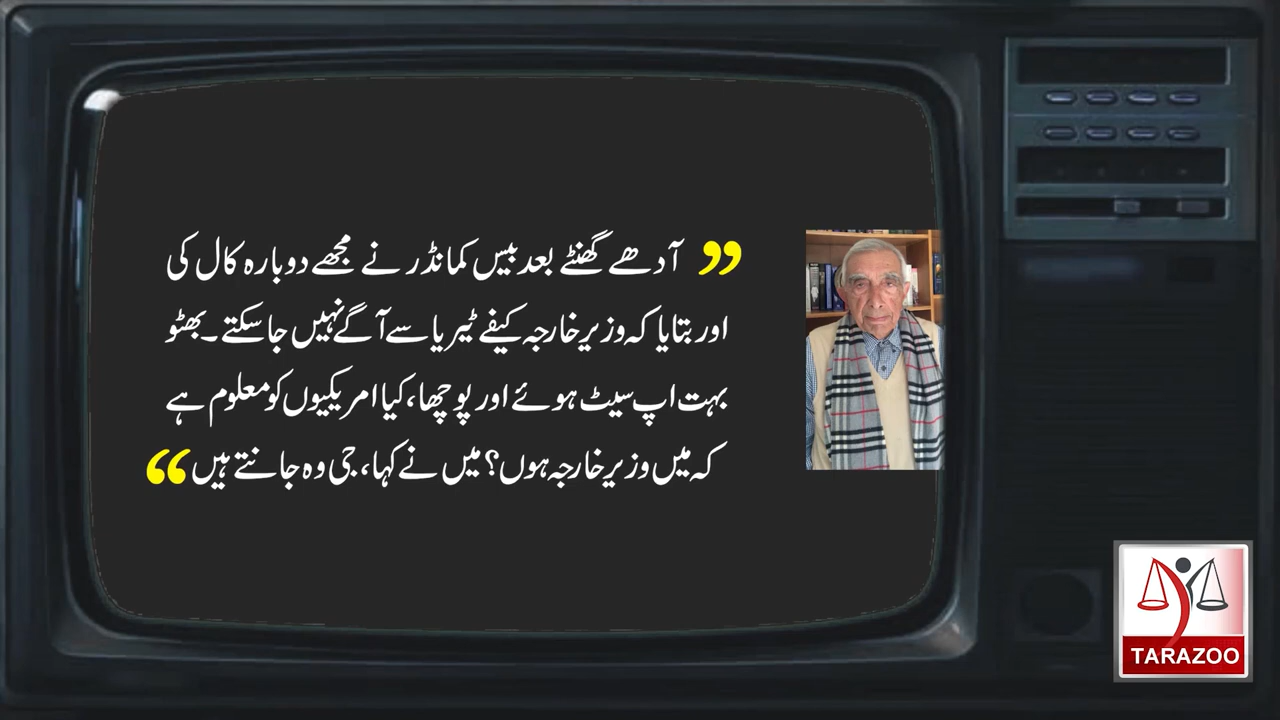 ”آدھے گھنٹے بعد بیس کمانڈر نے مجھے دوبارہ کال کی
اور بتایا کہ وزیر خارجہ کیفے ٹیریا سے آگے نہیں جا سکتے۔ بھٹو
بہت اپ سیٹ ہوئے اور پوچھا، کیا امریکیوں کو معلوم ہے
کہ میں وزیر خارجہ ہوں؟ میں نے کہا، جی وہ جانتے ہیں“
TARAZOO